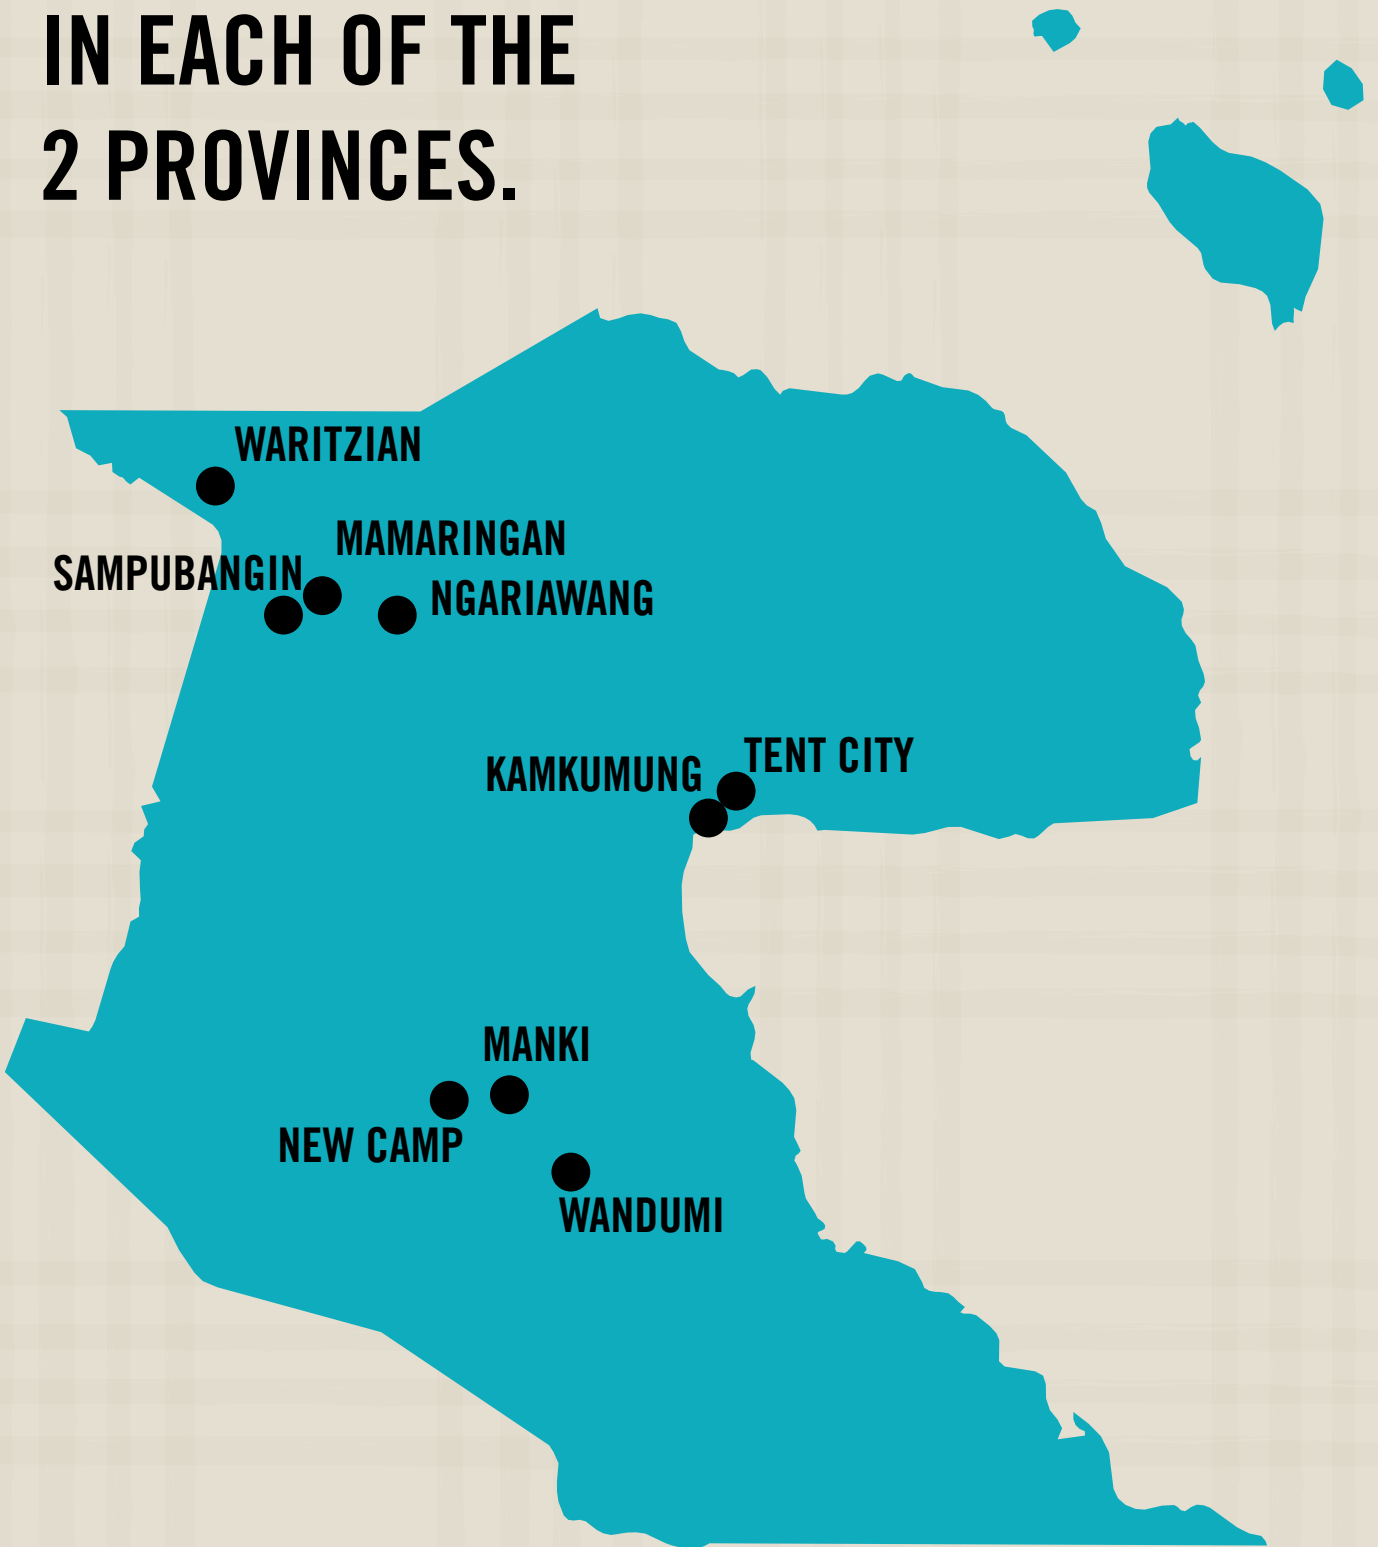 IN EACH OF THE
2 PROVINCES.
WARITZIAN
MAMARINGAN
SAMPUBANGIN
NGARIAWANG
TENT CITY
KAMKUMUNG
MANKI
NEW CAMP
WANDUMI